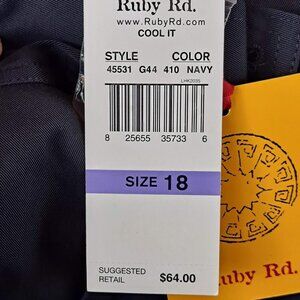 Ruby Rd.
www.RubyRd.com
COOL IT
STYLE COLOR
45531 G44 410 NAVY
LHK2035
8 25655 35733 6
SIZE 18
SUGGESTED
RETAIL $64.00
Ruby Rd.